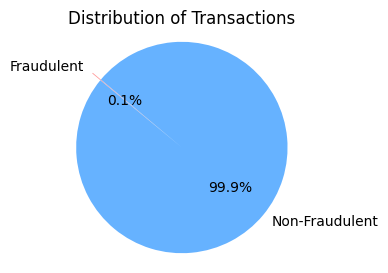 Distribution of Transactions
Fraudulent
0.1%
99.9%
Non-Fraudulent